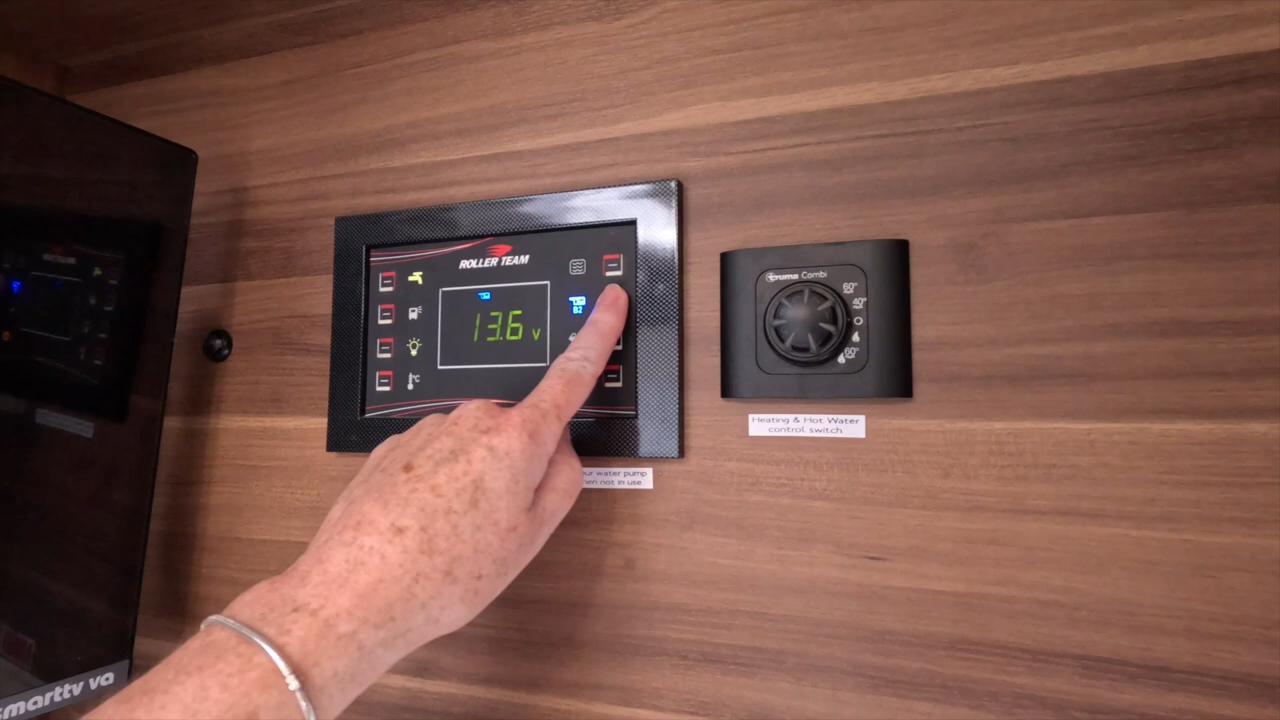 ROLLER TEAM
13.6 v
B2
°C
truma Combi
60°
40°
60°
Heating & Hot Water
control switch
ur water pump
en not in use
smarttv va